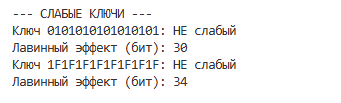 --- СЛАБЫЕ КЛЮЧИ ---
Ключ 0101010101010101: НЕ слабый
Лавинный эффект (бит): 30
Ключ 1F1F1F1F1F1F1F1F: НЕ слабый
Лавинный эффект (бит): 34